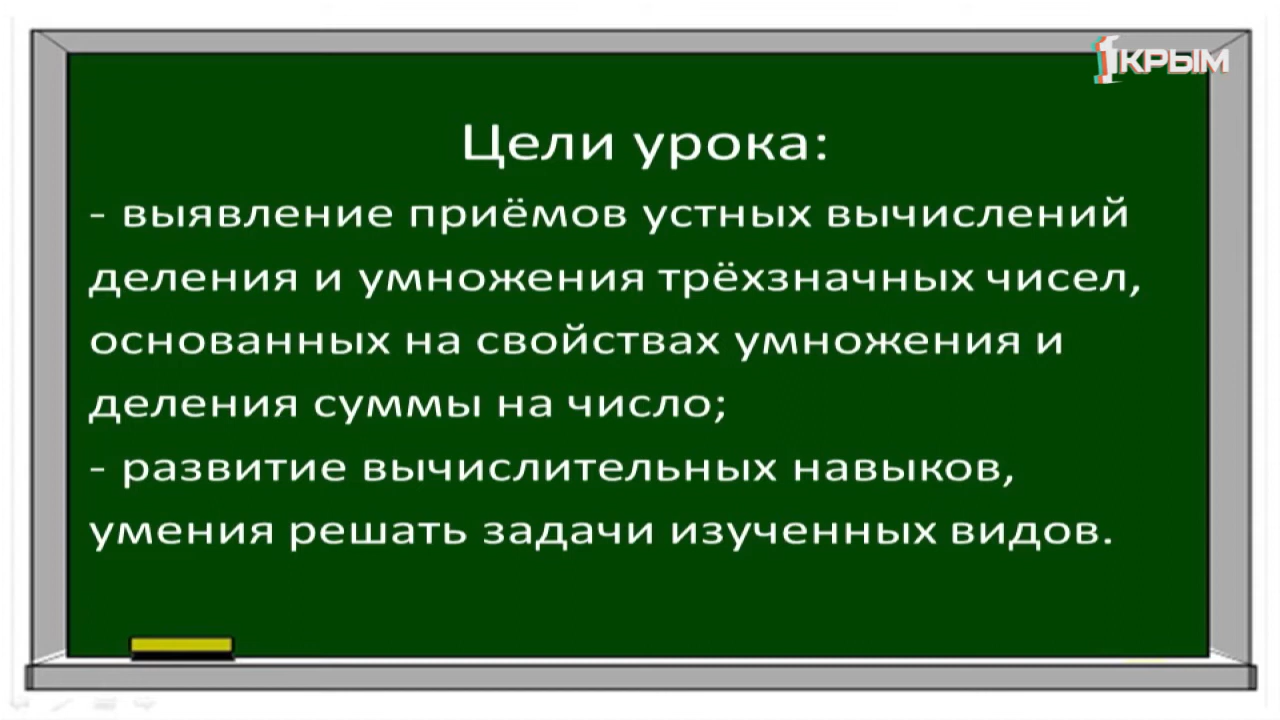 1КРЫМ
Цели урока:
- выявление приёмов устных вычислений
деления и умножения трёхзначных чисел,
основанных на свойствах умножения и
деления суммы на число;
- развитие вычислительных навыков,
умения решать задачи изученных видов.